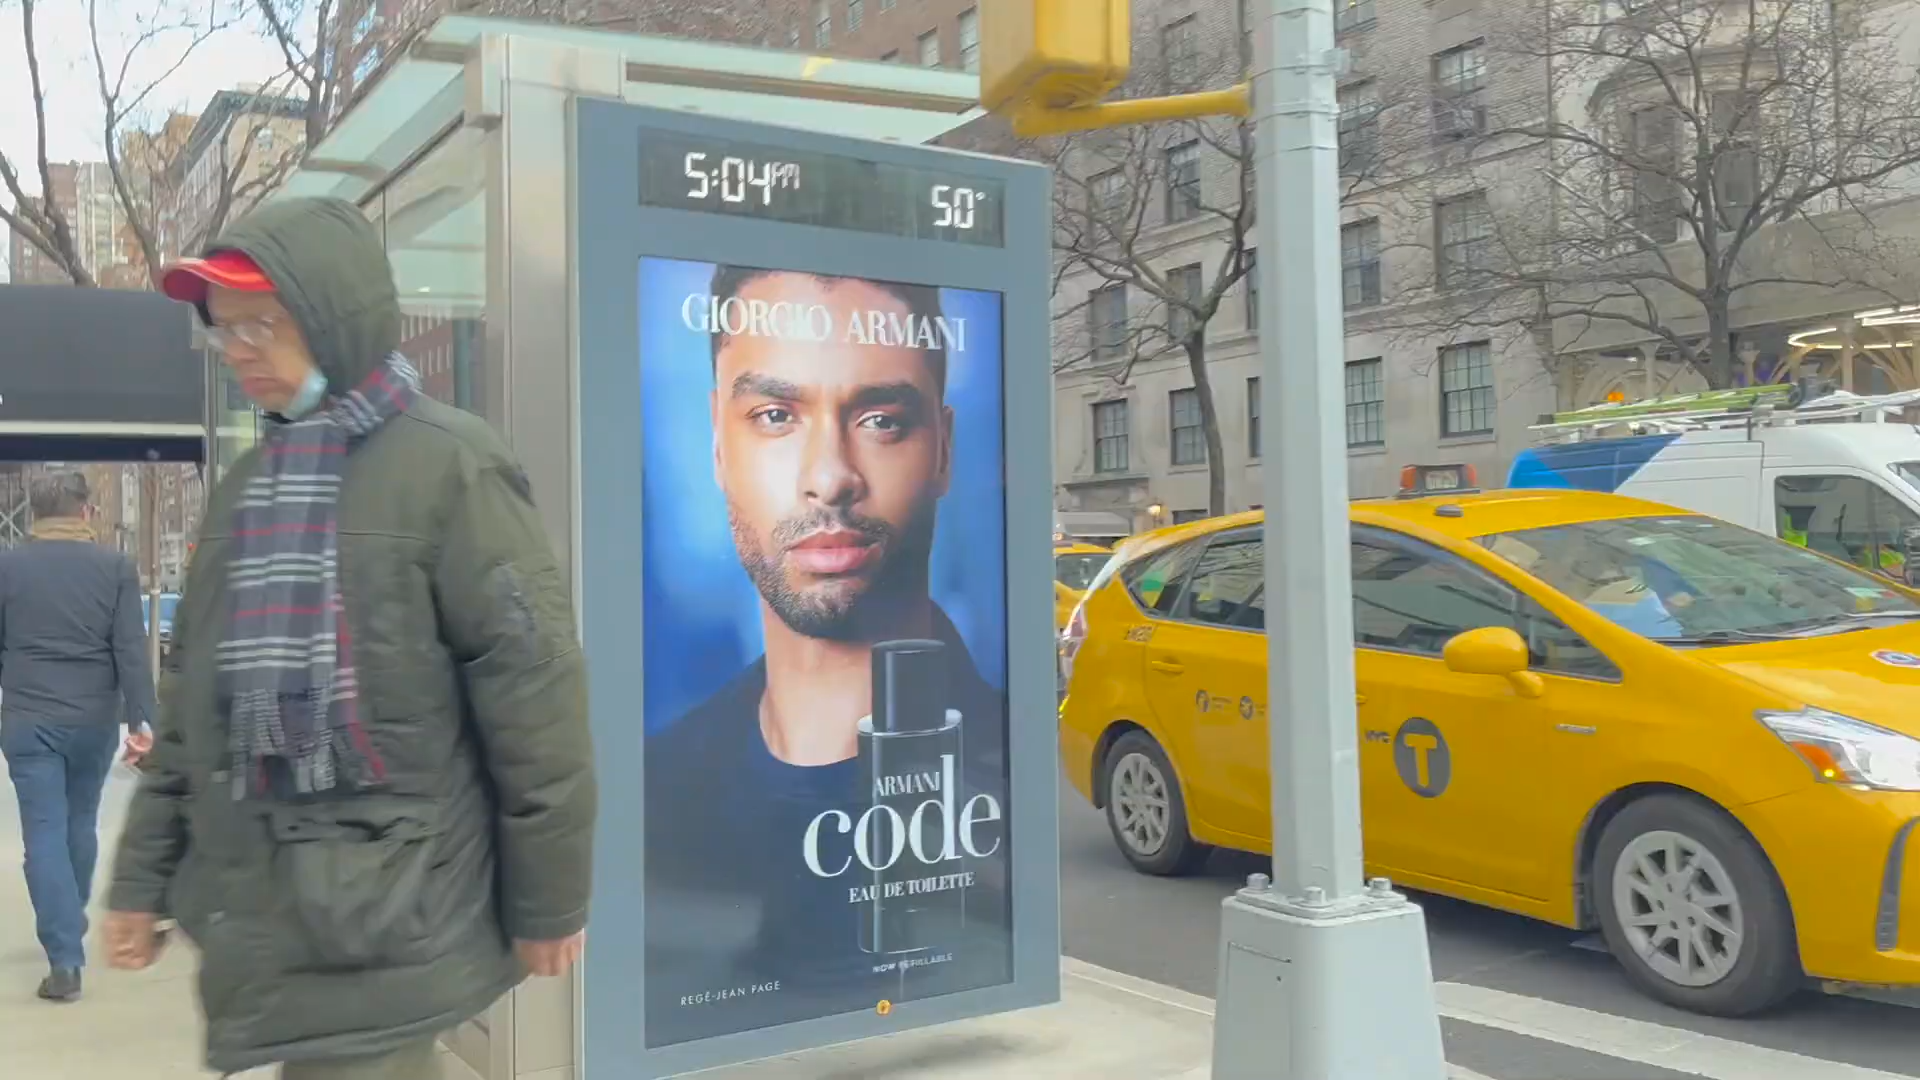 5:04PM
50°
GIORGIO ARMANI
ARMANI
code
EAU DE TOILETTE
NOW REFILLABLE
REGÉ-JEAN PAGE
NYC T